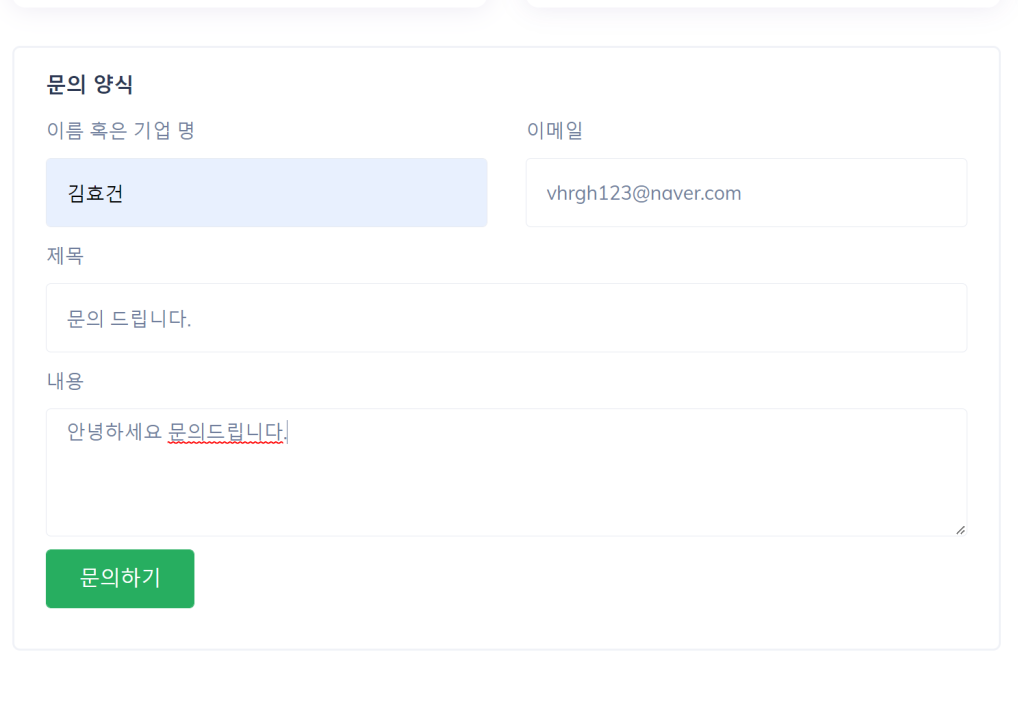 문의 양식
이름 혹은 기업 명
이메일
김효건
vhrgh123@naver.com
제목
문의 드립니다.
내용
안녕하세요 문의드립니다.
문의하기